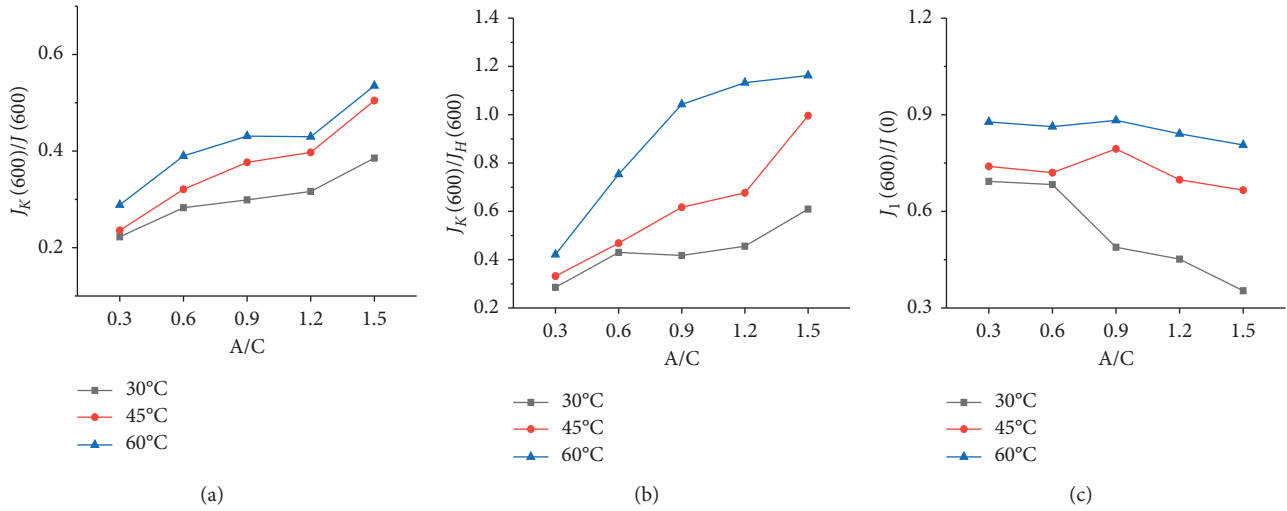 0.6
0.4
0.2
J_K (600)/J (600)
0.3 0.6 0.9 1.2 1.5
A/C
30°C
45°C
60°C
(a)
1.4
1.2
1.0
0.8
0.6
0.4
0.2
J_K (600)/J_H (600)
0.3 0.6 0.9 1.2 1.5
A/C
30°C
45°C
60°C
(b)
0.9
0.6
0.3
J_1 (600)/J (0)
0.3 0.6 0.9 1.2 1.5
A/C
30°C
45°C
60°C
(c)